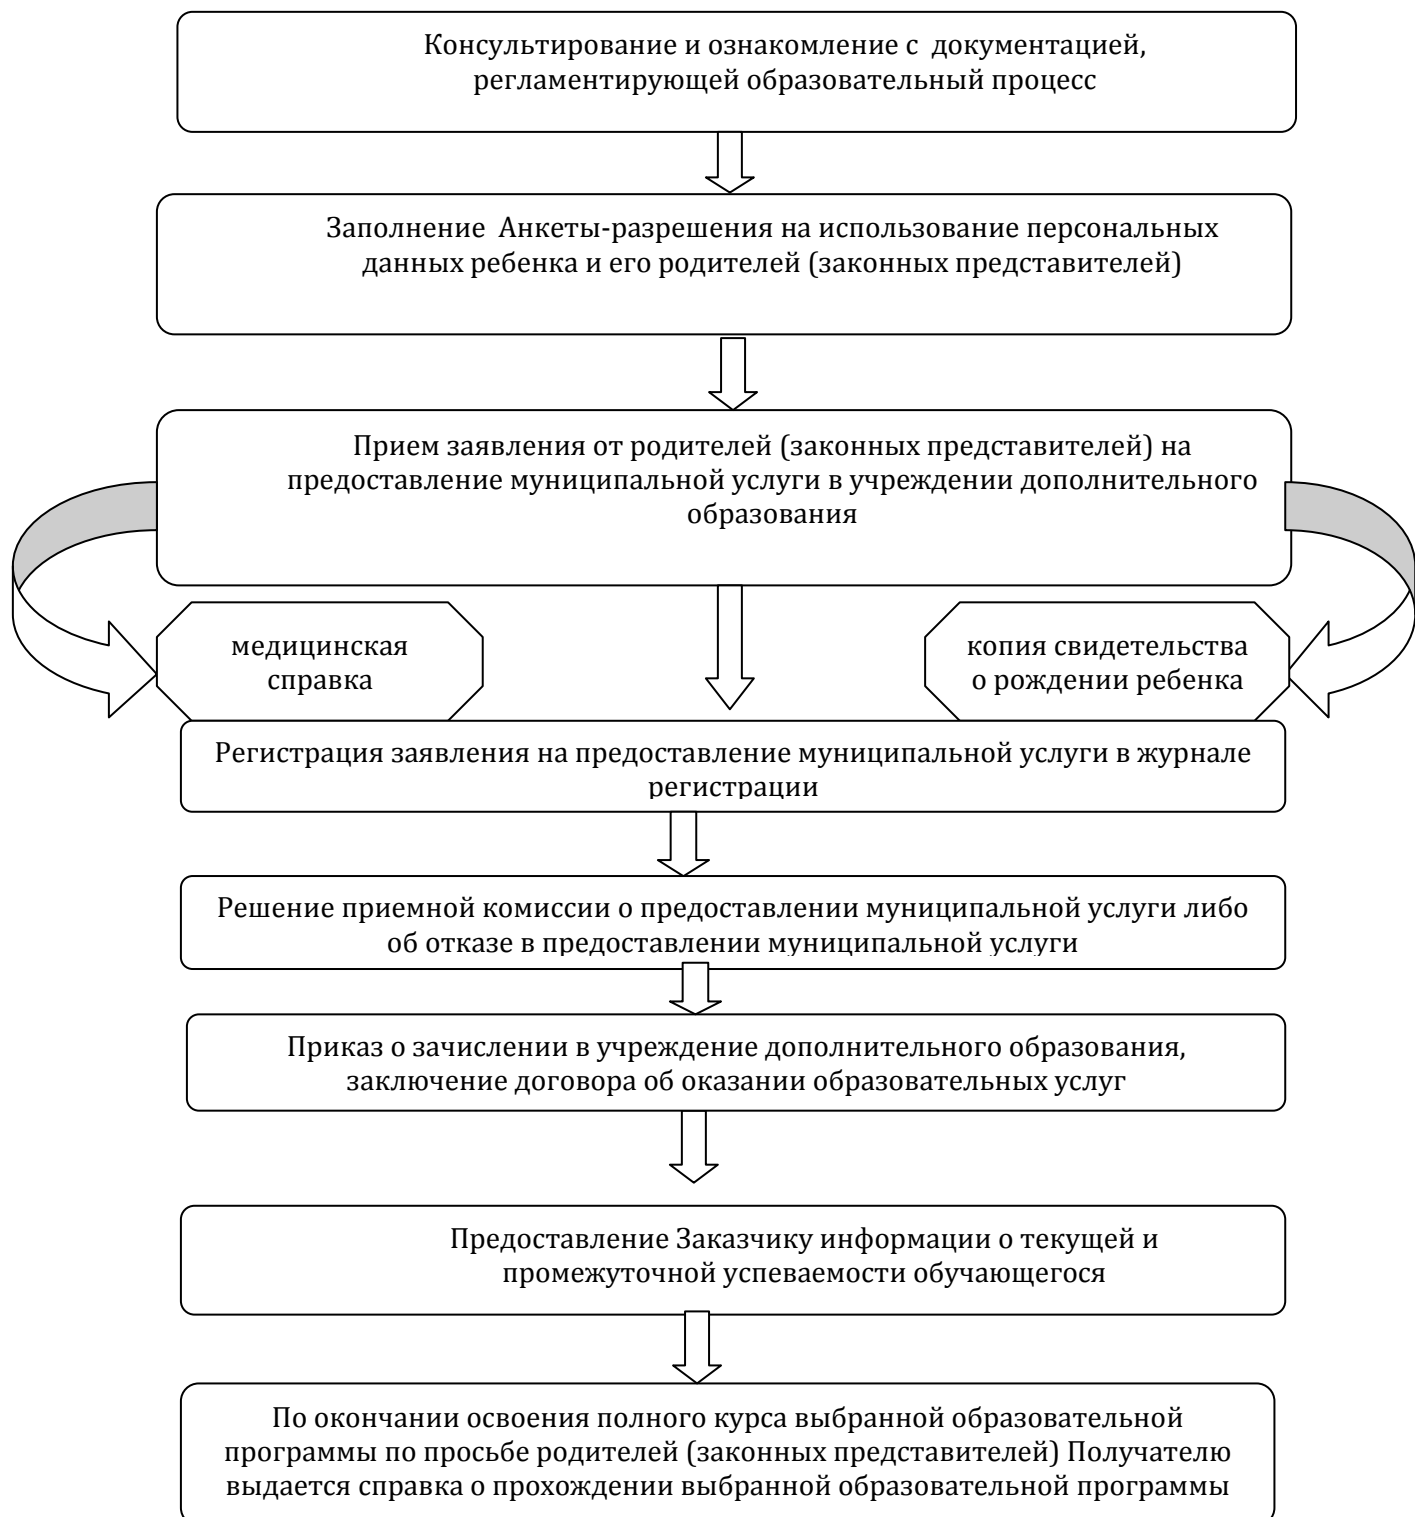 Консультирование и ознакомление с документацией,
регламентирующей образовательный процесс
Заполнение Анкеты-разрешения на использование персональных
данных ребенка и его родителей (законных представителей)
Прием заявления от родителей (законных представителей) на
предоставление муниципальной услуги в учреждении дополнительного
образования
медицинская
справка
копия свидетельства
о рождении ребенка
Регистрация заявления на предоставление муниципальной услуги в журнале
регистрации
Решение приемной комиссии о предоставлении муниципальной услуги либо
об отказе в предоставлении муниципальной услуги
Приказ о зачислении в учреждение дополнительного образования,
заключение договора об оказании образовательных услуг
Предоставление Заказчику информации о текущей и
промежуточной успеваемости обучающегося
По окончании освоения полного курса выбранной образовательной
программы по просьбе родителей (законных представителей) Получателю
выдается справка о прохождении выбранной образовательной программы